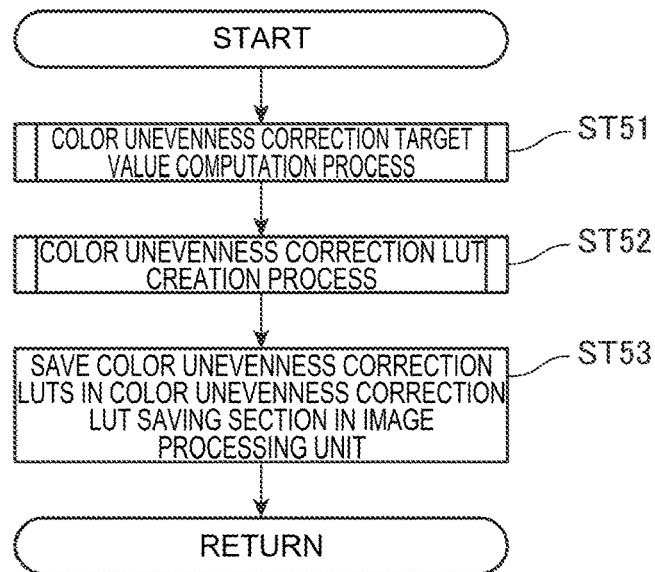 START
COLOR UNEVENNESS CORRECTION TARGET
VALUE COMPUTATION PROCESS
ST51
COLOR UNEVENNESS CORRECTION LUT
CREATION PROCESS
ST52
SAVE COLOR UNEVENNESS CORRECTION
LUTS IN COLOR UNEVENNESS CORRECTION
LUT SAVING SECTION IN IMAGE
PROCESSING UNIT
ST53
RETURN